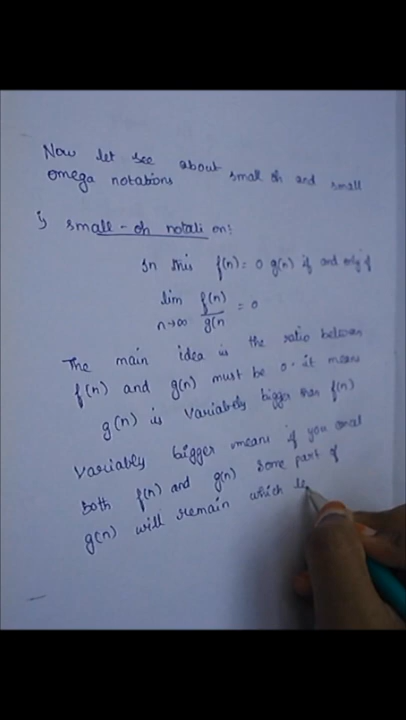 Now let see about small oh and small
omega notations
i) small - oh notation:
In this f(n) = o g(n) if and only if
lim f(n)
n→∞ g(n = 0
The main idea is the ratio between
f(n) and g(n) must be 0. it means
g(n) is variably bigger than f(n)
Variably bigger means if you
both f(n) and g(n) some part of
g(n) will remain which